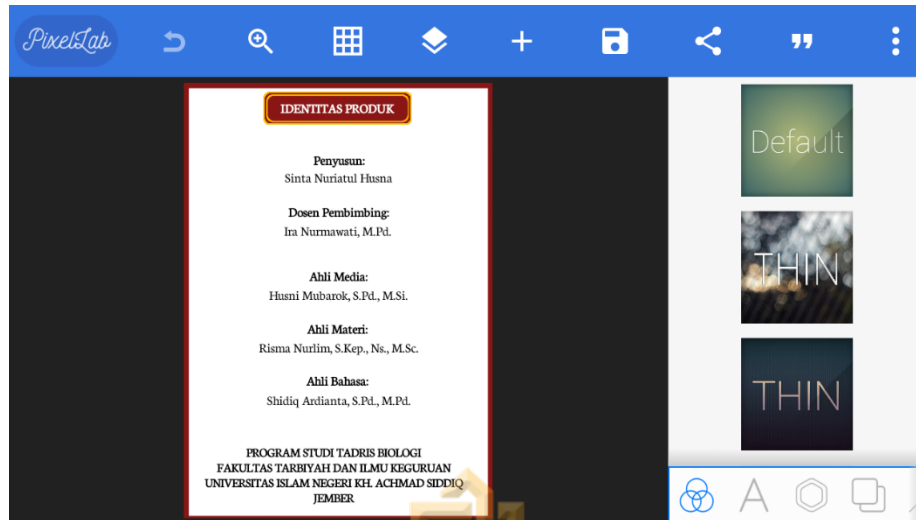 PixelLab
IDENTITAS PRODUK
Penyusun:
Sinta Nuriatul Husna
Dosen Pembimbing:
Ira Nurmawati, M.Pd.
Ahli Media:
Husni Mubarok, S.Pd., M.Si.
Ahli Materi:
Risma Nurlim, S.Kep., Ns., M.Sc.
Ahli Bahasa:
Shidiq Ardianta, S.Pd., M.Pd.
PROGRAM STUDI TADRIS BIOLOGI
FAKULTAS TARBIYAH DAN ILMU KEGURUAN
UNIVERSITAS ISLAM NEGERI KH. ACHMAD SIDDIQ
JEMBER
Default
THIN
THIN
A